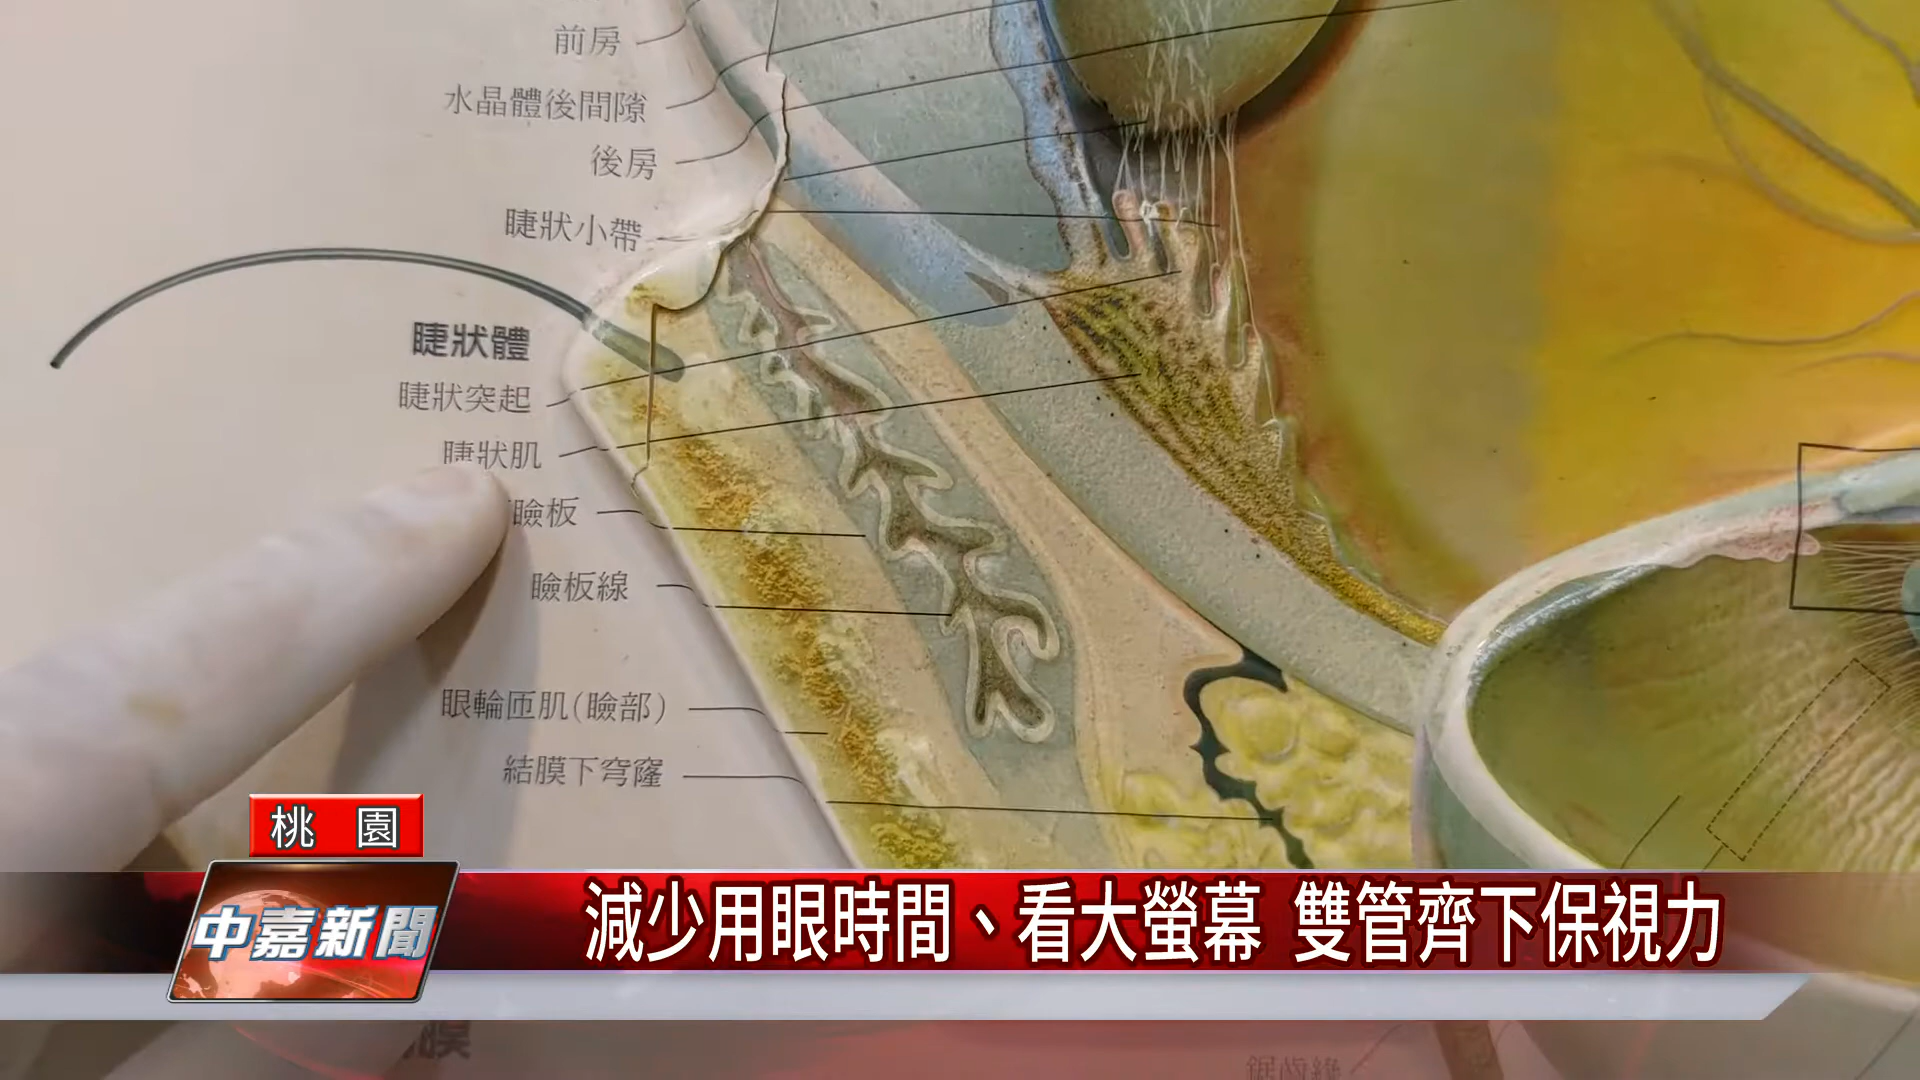 前房
水晶體後間隙
後房
睫狀小帶
睫狀體
睫狀突起
睫狀肌
瞼板
瞼板線
眼輪匝肌(瞼部)
結膜下穹窿
桃 園
中嘉新聞
減少用眼時間、看大螢幕 雙管齊下保視力
膜